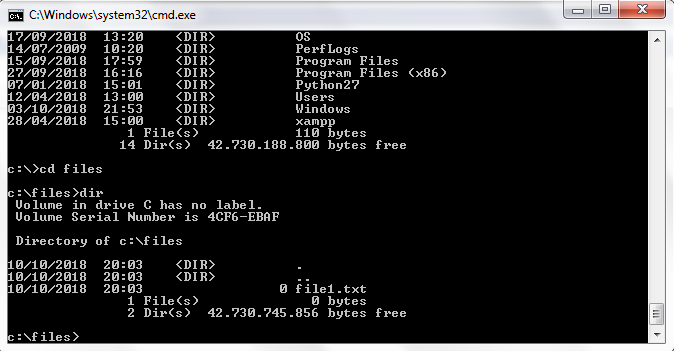 C:\Windows\system32\cmd.exe
17/09/2018  13:20    <DIR>          OS
14/07/2009  10:20    <DIR>          PerfLogs
15/09/2018  17:59    <DIR>          Program Files
27/09/2018  16:16    <DIR>          Program Files (x86)
07/01/2018  15:01    <DIR>          Python27
12/04/2018  13:00    <DIR>          Users
03/10/2018  21:53    <DIR>          Windows
28/04/2018  15:00    <DIR>          xampp
               1 File(s)            110 bytes
              14 Dir(s)  42.730.188.800 bytes free
c:\>cd files
c:\files>dir
 Volume in drive C has no label.
 Volume Serial Number is 4CF6-EBAF
 Directory of c:\files
10/10/2018  20:03    <DIR>          .
10/10/2018  20:03    <DIR>          ..
10/10/2018  20:03                 0 file1.txt
               1 File(s)              0 bytes
               2 Dir(s)  42.730.745.856 bytes free
c:\files>